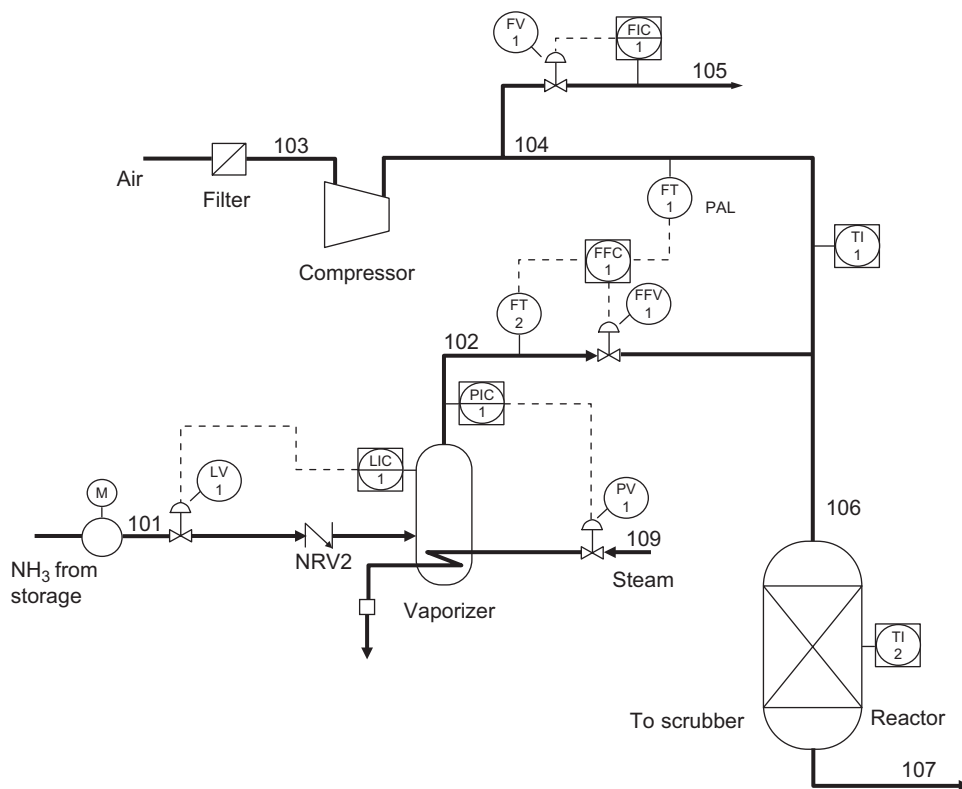 FV
1
FIC
1
105
103
104
Air
Filter
FT
1
PAL
TI
1
Compressor
FFC
1
FT
2
FFV
1
102
PIC
1
LIC
1
LV
1
PV
1
M
101
NRV2
109
106
NH3 from
storage
Steam
Vaporizer
TI
2
To scrubber
Reactor
107